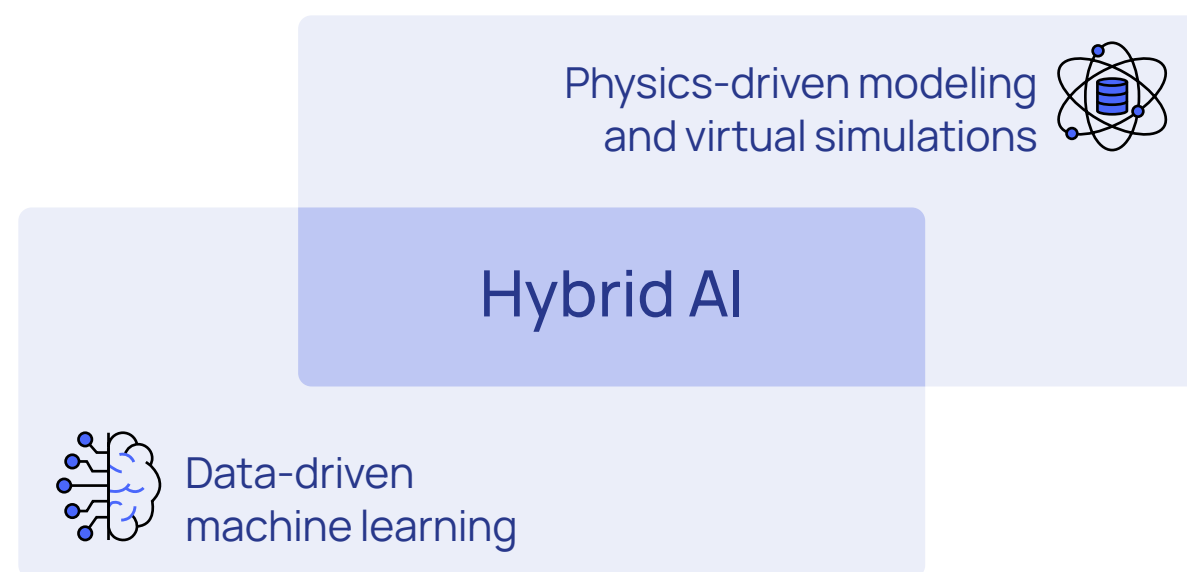 Physics-driven modeling
and virtual simulations
Hybrid AI
Data-driven
machine learning